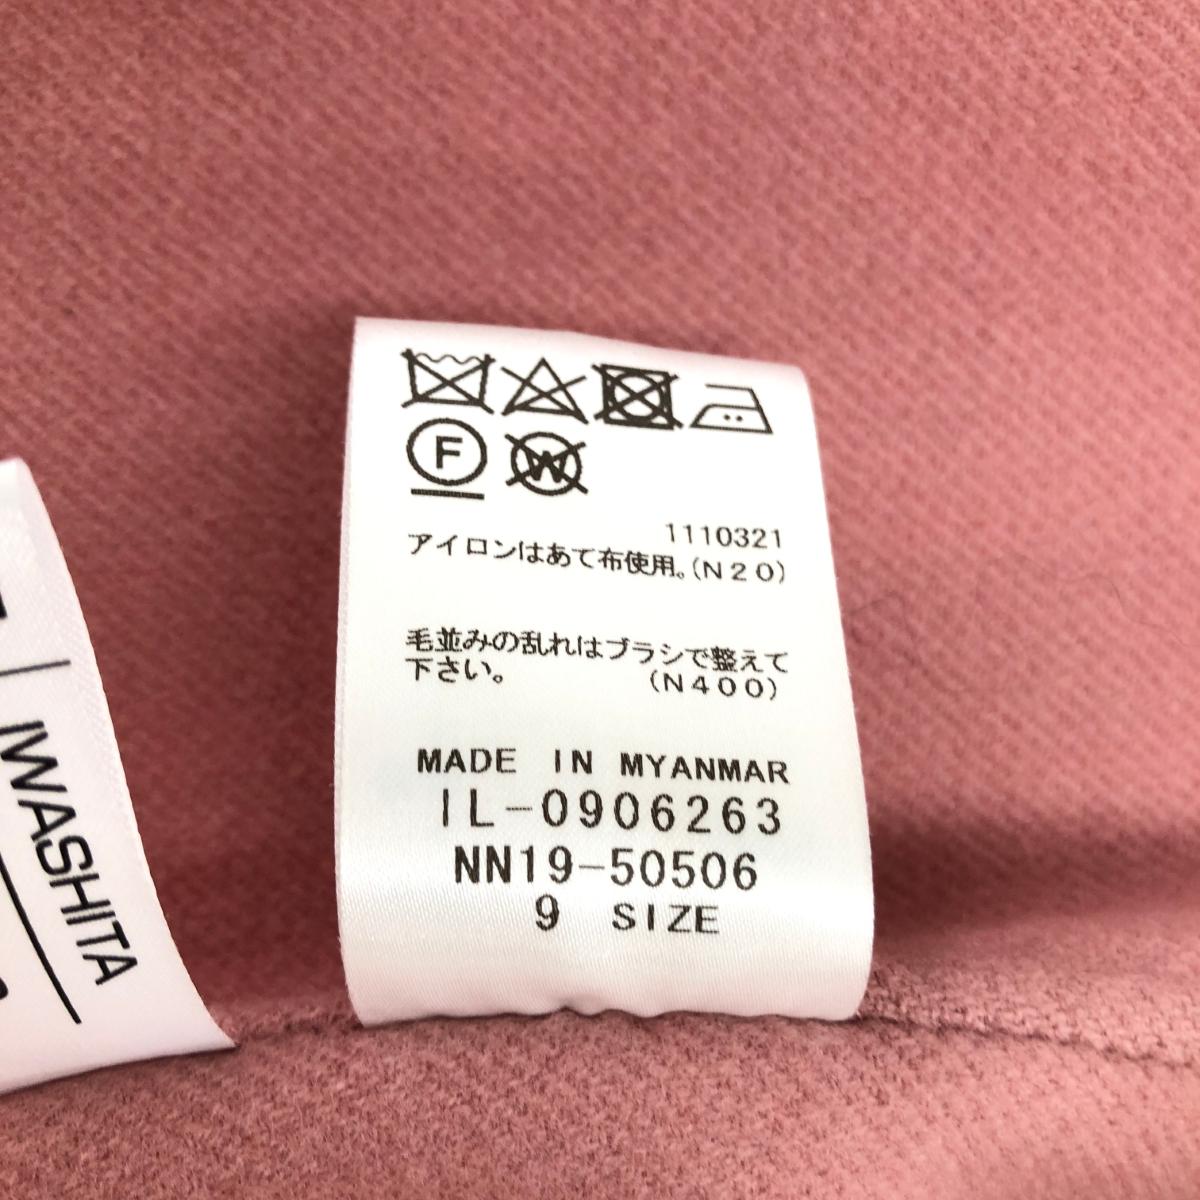 F
W
1110321
アイロンはあて布使用。(N20)
毛並みの乱れはブラシで整えて
下さい。 (N400)
MADE IN MYANMAR
IL-0906263
NN19-50506
9 SIZE
IWASHITA